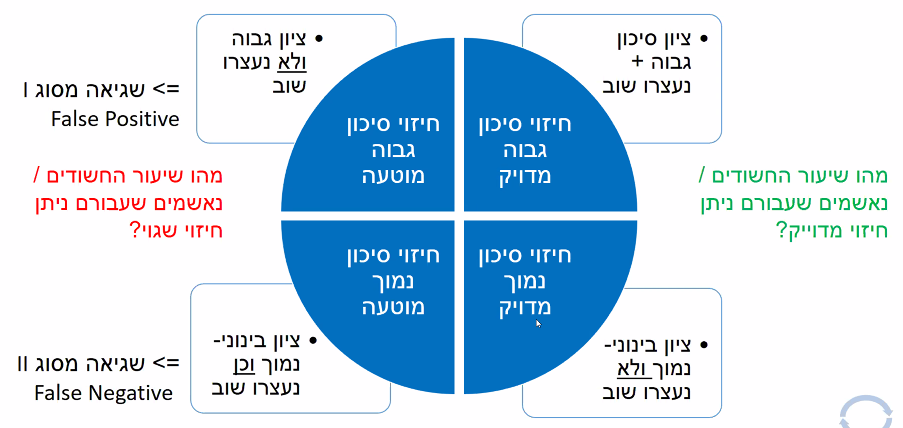 • ציון סיכון
גבוה +
נעצרו שוב
• ציון גבוה
ולא נעצרו
שוב
<= שגיאה מסוג I
False Positive
חיזוי סיכון
גבוה
מדויק
חיזוי סיכון
גבוה
מוטעה
מהו שיעור החשודים /
נאשמים שעבורם ניתן
חיזוי מדוייק?
מהו שיעור החשודים /
נאשמים שעבורם ניתן
חיזוי שגוי?
חיזוי סיכון
נמוך
מדויק
חיזוי סיכון
נמוך
מוטעה
• ציון בינוני-
נמוך ולא
נעצרו שוב
• ציון בינוני-
נמוך וכן
נעצרו שוב
<= שגיאה מסוג II
False Negative